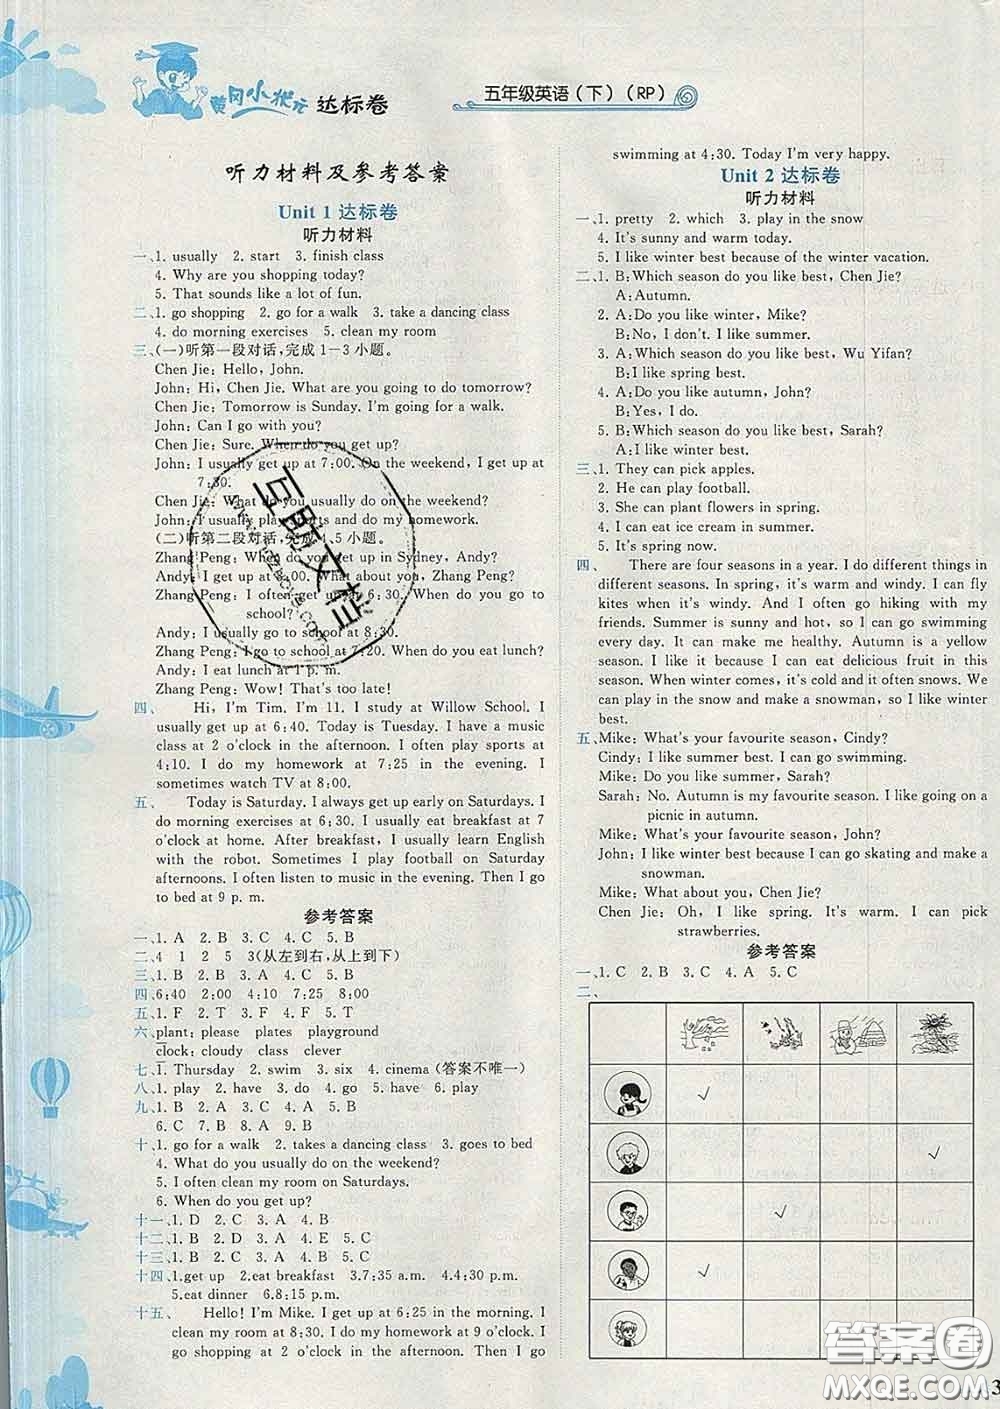 黄冈小状元 达标卷
五年级英语（下）（RP）
听力材料及参考答案
Unit 1 达标卷
听力材料
一、1. usually 2. start 3. finish class
4. Why are you shopping today?
5. That sounds like a lot of fun.
二、1. go shopping 2. go for a walk 3. take a dancing class
4. do morning exercises 5. clean my room
三、(一)听第一段对话，完成1—3小题。
Chen Jie: Hello, John.
John: Hi, Chen Jie. What are you going to do tomorrow?
Chen Jie: Tomorrow is Sunday. I'm going for a walk.
John: Can I go with you?
Chen Jie: Sure. When do you get up?
John: I usually get up at 7:00. On the weekend, I get up at
7:30.
Chen Jie: What do you usually do on the weekend?
John: I usually play sports and do my homework.
(二)听第二段对话，完成4、5小题。
Zhang Peng: When do you get up in Sydney, Andy?
Andy: I get up at 8:00. What about you, Zhang Peng?
Zhang Peng: I often get up at 6:30. When do you go to
school?
Andy: I usually go to school at 8:30.
Zhang Peng: I go to school at 7:20. When do you eat lunch?
Andy: I eat lunch at 1 p. m.
Zhang Peng: Wow! That's too late!
四、 Hi, I'm Tim. I'm 11. I study at Willow School. I
usually get up at 6:40. Today is Tuesday. I have a music
class at 2 o'clock in the afternoon. I often play sports at
4:10. I do my homework at 7:25 in the evening. I
sometimes watch TV at 8:00.
五、 Today is Saturday. I always get up early on Saturdays. I
do morning exercises at 6:30. I usually eat breakfast at 7
o'clock at home. After breakfast, I usually learn English
with the robot. Sometimes I play football on Saturday
afternoons. I often listen to music in the evening. Then I go
to bed at 9 p. m.
参考答案
一、1. A 2. B 3. C 4. C 5. B
二、4 1 2 5 3(从左到右，从上到下)
三、1. B 2. B 3. A 4. C 5. B
四、6:40 2:00 4:10 7:25 8:00
五、1. F 2. T 3. F 4. F 5. T
六、plant: please plates playground
clock: cloudy class clever
七、1. Thursday 2. swim 3. six 4. cinema (答案不唯一)
八、1. play 2. have 3. do 4. go 5. have 6. play
九、1. B 2. B 3. A 4. C 5. B
6. C 7. B 8. A 9. B
十、1. go for a walk 2. takes a dancing class 3. goes to bed
4. What do you usually do on the weekend?
5. I often clean my room on Saturdays.
6. When do you get up?
十一、1. D 2. C 3. A 4. B
十二、1. B 2. D 3. A 4. E 5. C
十三、1. B 2. C 3. A 4. B 5. C
十四、1.get up 2.eat breakfast 3.7:35 a.m. 4.4:30 p.m.
5.eat dinner 6.8:15 p.m.
十五、 Hello! I'm Mike. I get up at 6:40 in the morning. I
clean my room at 8:30. I do my homework at 9:50. I go
shopping at 2 o'clock in the afternoon. Then I go
swimming at 4:30. Today I'm very happy.
Unit 2 达标卷
听力材料
一、1. pretty 2. which 3. play in the snow
4. It's sunny and warm today.
5. I like winter best because of the winter vacation.
二、1. B:Which season do you like best, Chen Jie?
A:Autumn.
2. A:Do you like winter, Mike?
B:No, I don't. I like summer.
3. A:Which season do you like best, Wu Yifan?
B:I like spring best.
4. A:Do you like autumn, John?
B:Yes, I do.
5. B:Which season do you like best, Sarah?
A:I like winter best.
三、1. They can pick apples.
2. He can play football.
3. She can plant flowers in spring.
4. I can eat ice cream in summer.
5. It's spring now.
四、 There are four seasons in a year. I do different things in
different seasons. In spring, it's warm and windy. I can fly
kites when it's windy. And I often go hiking with my
friends. Summer is sunny and hot, so I can go swimming
every day. It can make me healthy. Autumn is a yellow
season. I like it because I can eat delicious fruit in this
season. When winter comes, it's cold and it often snows. We
can play in the snow and make a snowman, so I like winter
best.
五、Mike: What's your favourite season, Cindy?
Cindy: I like summer best. I can go swimming.
Mike: Do you like summer, Sarah?
Sarah: No. Autumn is my favourite season. I like going on a
picnic in autumn.
Mike: What's your favourite season, John?
John: I like winter best because I can go skating and make a
snowman.
Mike: What about you, Chen Jie?
Chen Jie: Oh, I like spring. It's warm. I can pick
strawberries.
参考答案
一、1. C 2. B 3. C 4. A 5. C
二、
互助文档
答案圈
MXQE.COM
3